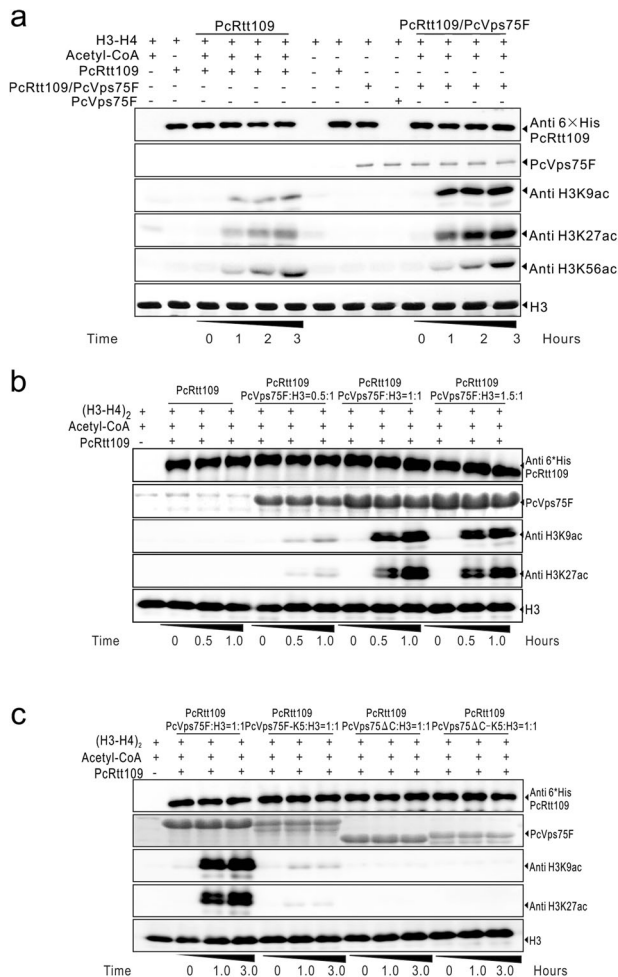 a
PcRtt109
PcRtt109/PcVps75F
H3-H4 + + + + + + + + + + + + + +
Acetyl-CoA + - + + + + + - - - + + + +
PcRtt109 - + + + + + - + - - - - - -
PcRtt109/PcVps75F - - - - - - - - + - + + + +
PcVps75F - - - - - - - - - + - - - -
Anti 6×His
PcRtt109
PcVps75F
Anti H3K9ac
Anti H3K27ac
Anti H3K56ac
H3
Time 0 1 2 3 0 1 2 3 Hours
b
PcRtt109 PcRtt109 PcRtt109 PcRtt109
PcVps75F:H3=0.5:1 PcVps75F:H3=1:1 PcVps75F:H3=1.5:1
(H3-H4)₂ + + + + + + + + + + + + +
Acetyl-CoA + + + + + + + + + + + + +
PcRtt109 - + + + + + + + + + + + +
Anti 6*His
PcRtt109
PcVps75F
Anti H3K9ac
Anti H3K27ac
H3
Time 0 0.5 1.0 0 0.5 1.0 0 0.5 1.0 0 0.5 1.0 Hours
c
PcRtt109 PcRtt109 PcRtt109 PcRtt109
PcVps75F:H3=1:1 PcVps75F-K5:H3=1:1 PcVps75ΔC:H3=1:1 PcVps75ΔC-K5:H3=1:1
(H3-H4)₂ + + + + + + + + + + + + +
Acetyl-CoA + + + + + + + + + + + + +
PcRtt109 - + + + + + + + + + + + +
Anti 6*His
PcRtt109
PcVps75F
Anti H3K9ac
Anti H3K27ac
H3
Time 0 1.0 3.0 0 1.0 3.0 0 1.0 3.0 0 1.0 3.0 Hours